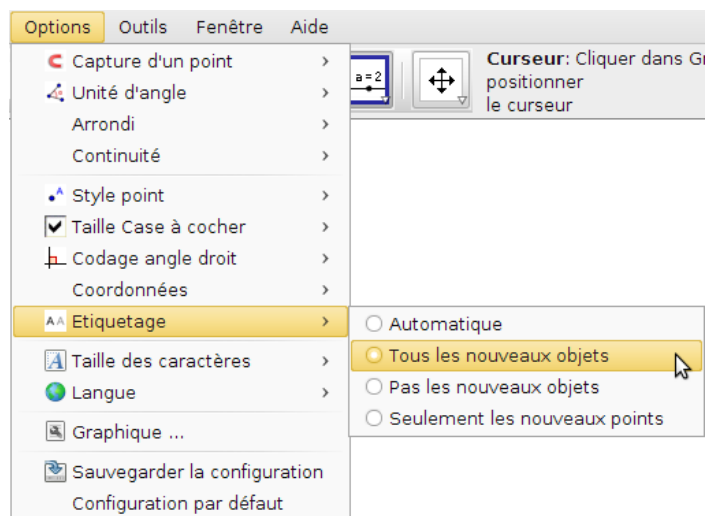 Options Outils Fenêtre Aide
a=2
Curseur: Cliquer dans Gr
positionner
le curseur
Capture d'un point
Unité d'angle
Arrondi
Continuité
Style point
Taille Case à cocher
Codage angle droit
Coordonnées
AA Etiquetage
Automatique
Tous les nouveaux objets
Pas les nouveaux objets
Seulement les nouveaux points
Taille des caractères
Langue
Graphique ...
Sauvegarder la configuration
Configuration par défaut